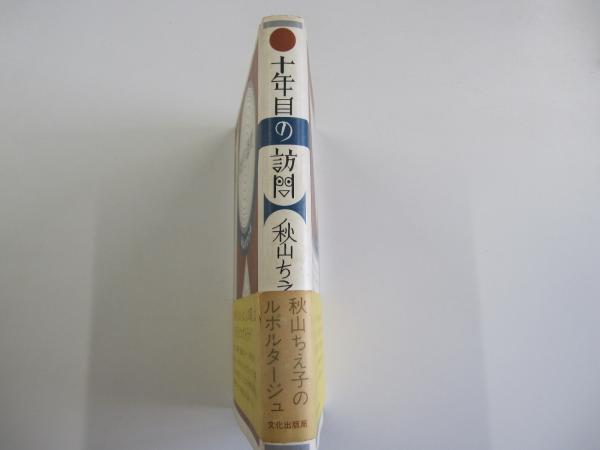 十年目の訪問
秋山ちえ
秋山ちえ子の
ルポルタージュ
文化出版局